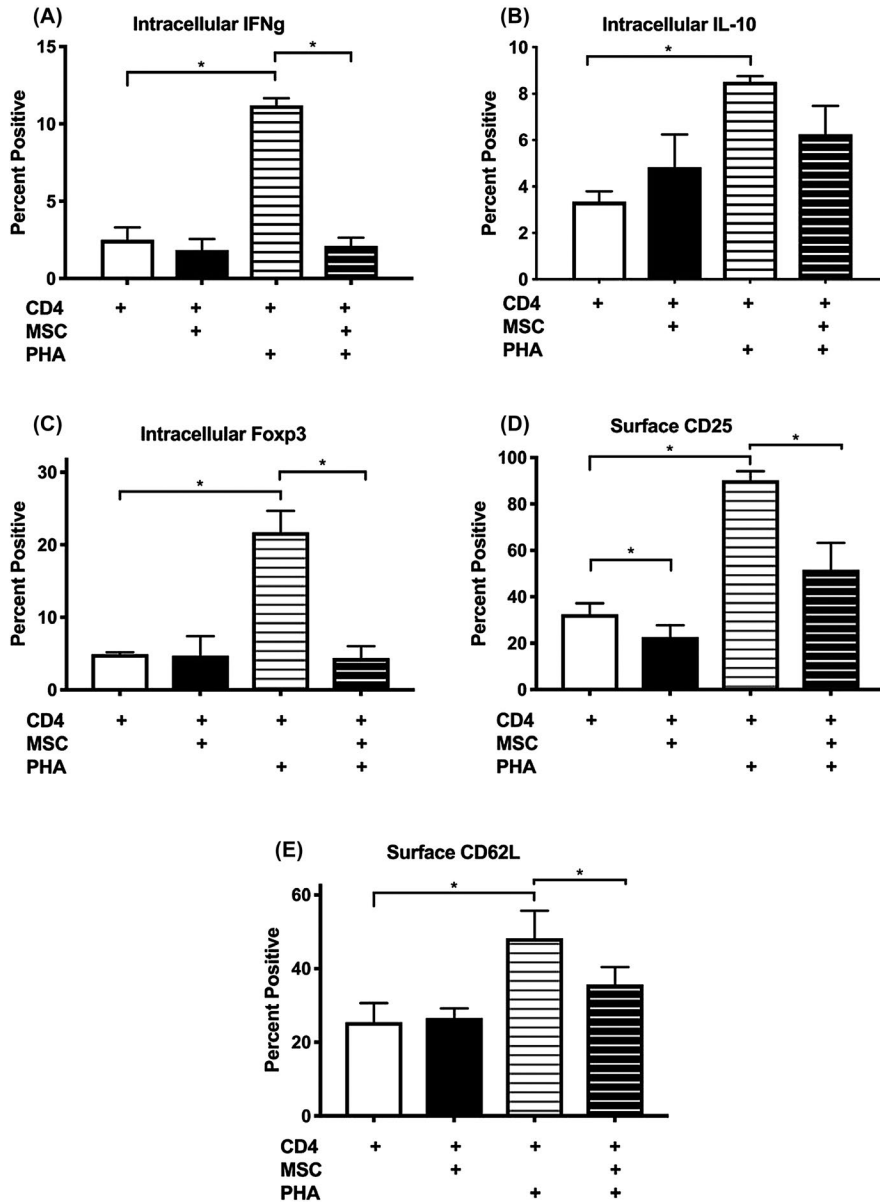 (A)
Intracellular IFNg
Percent Positive
15
10
5
0
*
*
CD4 + + + +
MSC + +
PHA + +
(B)
Intracellular IL-10
Percent Positive
10
8
6
4
2
0
*
CD4 + + + +
MSC + +
PHA + +
(C)
Intracellular Foxp3
Percent Positive
30
20
10
0
*
*
CD4 + + + +
MSC + +
PHA + +
(D)
Surface CD25
Percent Positive
100
80
60
40
20
0
*
*
*
CD4 + + + +
MSC + +
PHA + +
(E)
Surface CD62L
Percent Positive
60
40
20
0
*
*
CD4 + + + +
MSC + +
PHA + +